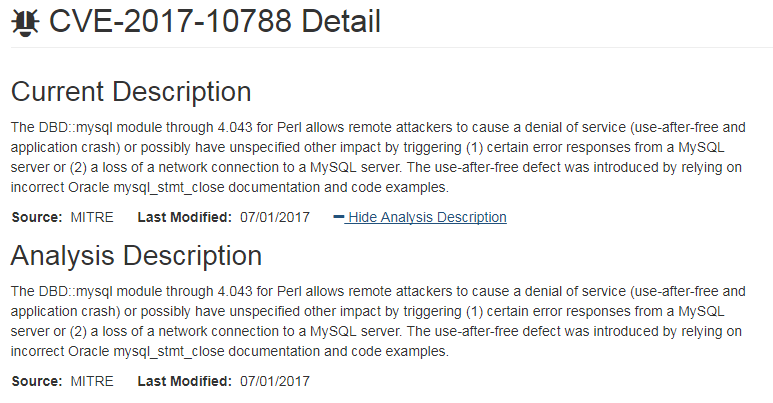 CVE-2017-10788 Detail
Current Description
The DBD::mysql module through 4.043 for Perl allows remote attackers to cause a denial of service (use-after-free and
application crash) or possibly have unspecified other impact by triggering (1) certain error responses from a MySQL
server or (2) a loss of a network connection to a MySQL server. The use-after-free defect was introduced by relying on
incorrect Oracle mysql_stmt_close documentation and code examples.
Source: MITRE Last Modified: 07/01/2017 Hide Analysis Description
Analysis Description
The DBD::mysql module through 4.043 for Perl allows remote attackers to cause a denial of service (use-after-free and
application crash) or possibly have unspecified other impact by triggering (1) certain error responses from a MySQL
server or (2) a loss of a network connection to a MySQL server. The use-after-free defect was introduced by relying on
incorrect Oracle mysql_stmt_close documentation and code examples.
Source: MITRE Last Modified: 07/01/2017